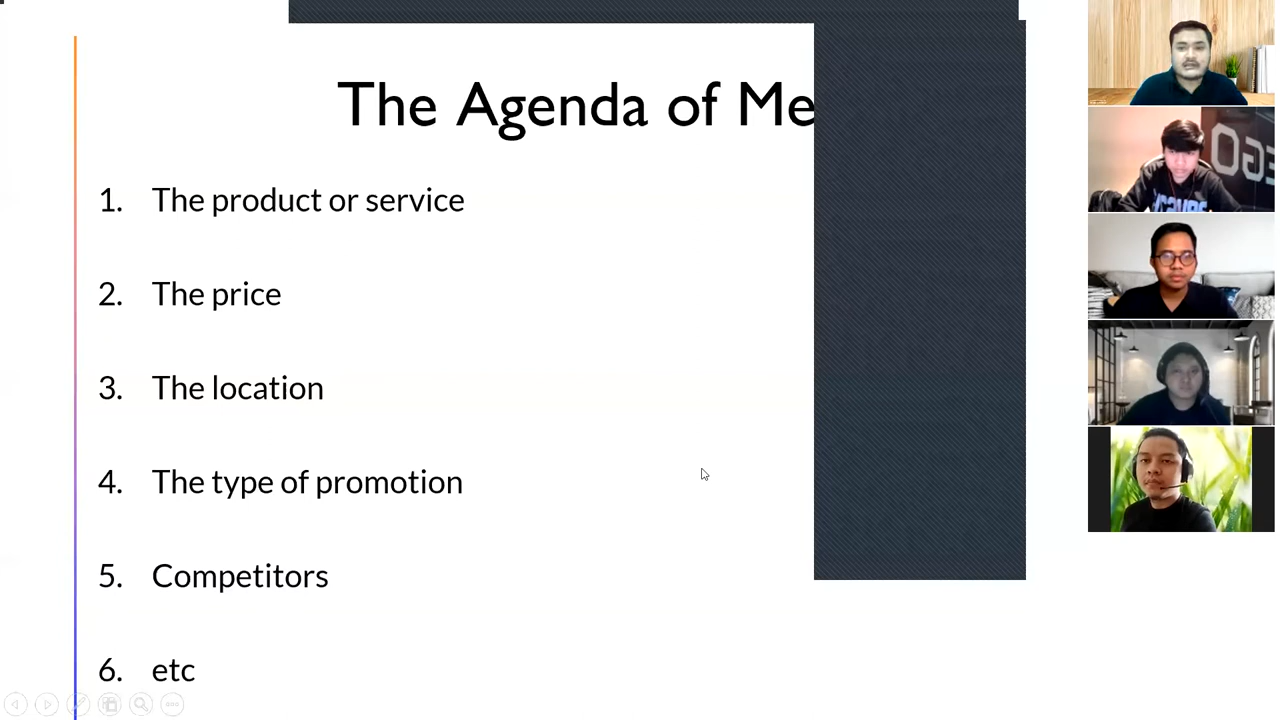 The Agenda of Me
1. The product or service
2. The price
3. The location
4. The type of promotion
5. Competitors
6. etc